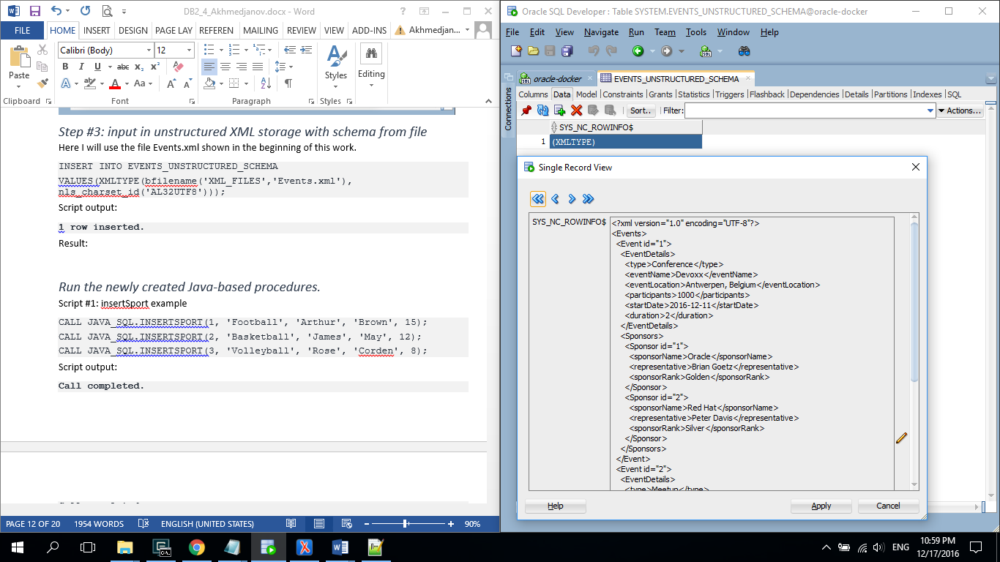 DB2_4_Akhmedjanov.docx - Word
FILE HOME INSERT DESIGN PAGE LAY REFEREN MAILING REVIEW VIEW ADD-INS Akhmedjan...
Calibri (Body) 12
Paste
B I U abc x₂ x²
Aa
Styles
Editing
Clipboard Font Paragraph Styles
Step #3: input in unstructured XML storage with schema from file
Here I will use the file Events.xml shown in the beginning of this work.
INSERT INTO EVENTS_UNSTRUCTURED_SCHEMA
VALUES(XMLTYPE(bfilename('XML_FILES','Events.xml'),
nls_charset_id('AL32UTF8')));
Script output:
1 row inserted.
Result:
Run the newly created Java-based procedures.
Script #1: insertSport example
CALL JAVA_SQL.INSERTSPORT(1, 'Football', 'Arthur', 'Brown', 15);
CALL JAVA_SQL.INSERTSPORT(2, 'Basketball', 'James', 'May', 12);
CALL JAVA_SQL.INSERTSPORT(3, 'Volleyball', 'Rose', 'Corden', 8);
Script output:
Call completed.
PAGE 12 OF 20 1954 WORDS ENGLISH (UNITED STATES) 90%
Oracle SQL Developer : Table SYSTEM.EVENTS_UNSTRUCTURED_SCHEMA@oracle-docker
File Edit View Navigate Run Team Tools Window Help
Connections
oracle-docker EVENTS_UNSTRUCTURED_SCHEMA
Columns Data Model Constraints Grants Statistics Triggers Flashback Dependencies Details Partitions Indexes SQL
Sort.. Filter: Actions...
SYS_NC_ROWINFO$
1 (XMLTYPE)
Single Record View
SYS_NC_ROWINFO$
<?xml version="1.0" encoding="UTF-8"?>
<Events>
<Event id="1">
<EventDetails>
<type>Conference</type>
<eventName>Devoxx</eventName>
<eventLocation>Antwerpen, Belgium</eventLocation>
<participants>1000</participants>
<startDate>2016-12-11</startDate>
<duration>2</duration>
</EventDetails>
<Sponsors>
<Sponsor id="1">
<sponsorName>Oracle</sponsorName>
<representative>Brian Goetz</representative>
<sponsorRank>Golden</sponsorRank>
</Sponsor>
<Sponsor id="2">
<sponsorName>Red Hat</sponsorName>
<representative>Peter Davis</representative>
<sponsorRank>Silver</sponsorRank>
</Sponsor>
</Sponsors>
</Event>
<Event id="2">
<EventDetails>
<type>Meetup</type>
Help Apply Cancel
ENG
10:59 PM
12/17/2016